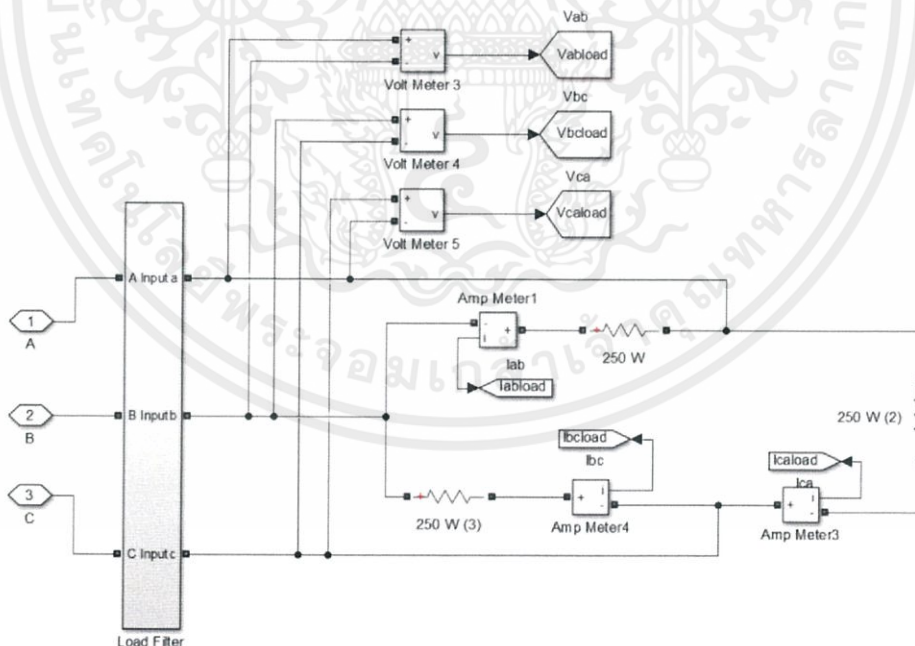 Vab
Vabload
Volt Meter 3
Vbc
Vbcload
Volt Meter 4
Vca
Vcaload
Volt Meter 5
A Input a
1
A
Amp Meter1
250 W
Iab
Iabload
B Input b
2
B
250 W (2)
Ibcload
Ibc
Icaload
Ica
3
C
250 W (3)
Amp Meter4
Amp Meter3
C Input c
Load Filter